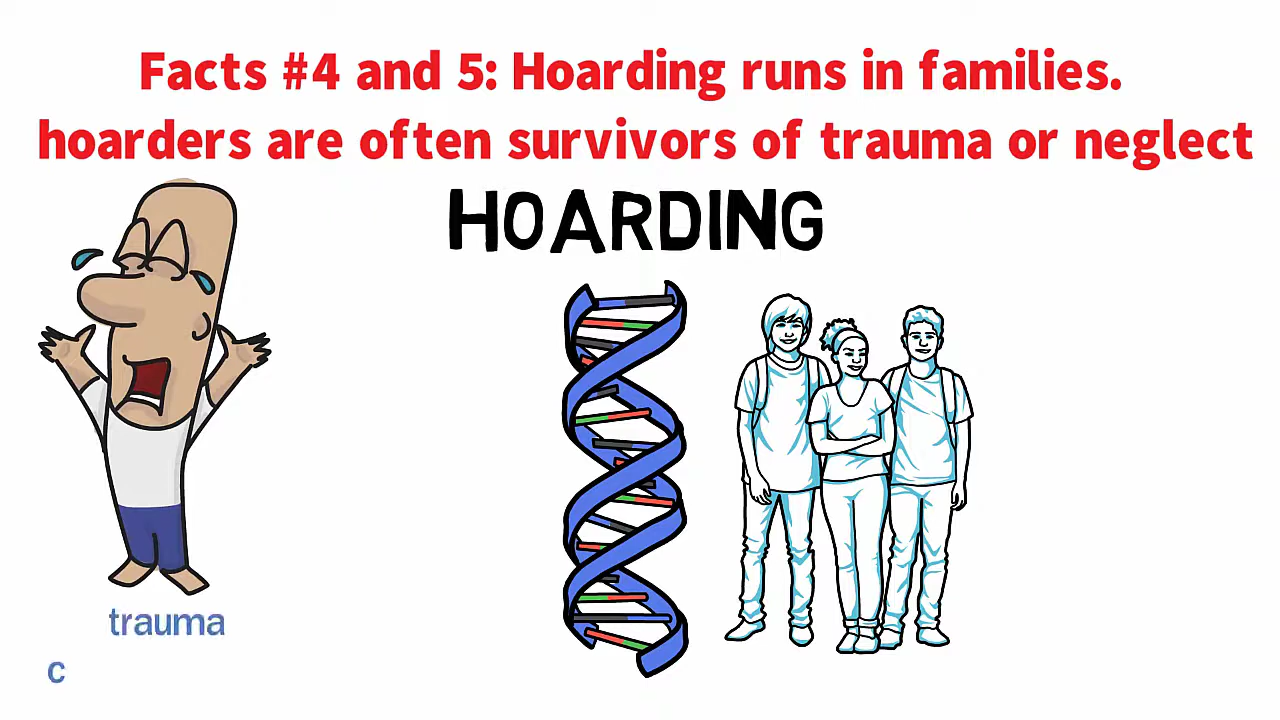 Facts #4 and 5: Hoarding runs in families.
hoarders are often survivors of trauma or neglect
HOARDING
trauma
c